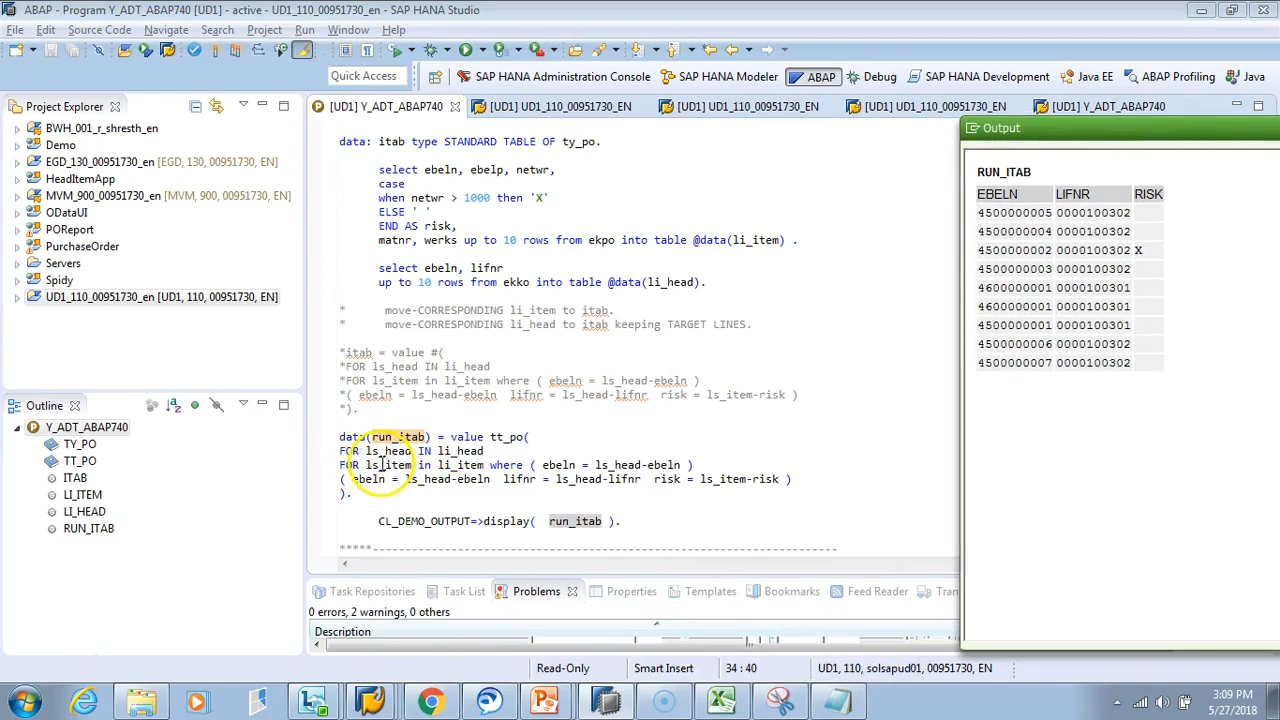 ABAP - Program Y_ADT_ABAP740 [UD1] - active - UD1_110_00951730_en - SAP HANA Studio
File Edit Source Code Navigate Search Project Run Window Help
Quick Access
SAP HANA Administration Console SAP HANA Modeler ABAP Debug SAP HANA Development Java EE ABAP Profiling Java
Project Explorer
BWH_001_r_shresth_en
Demo
EGD_130_00951730_en [EGD, 130, 00951730, EN]
HeadItemApp
MVM_900_00951730_en [MVM, 900, 00951730, EN]
ODataUI
POReport
PurchaseOrder
Servers
Spidy
UD1_110_00951730_en [UD1, 110, 00951730, EN]
Outline
Y_ADT_ABAP740
TY_PO
TT_PO
ITAB
LI_ITEM
LI_HEAD
RUN_ITAB
[UD1] Y_ADT_ABAP740 [UD1] UD1_110_00951730_EN [UD1] UD1_110_00951730_EN [UD1] UD1_110_00951730_EN [UD1] Y_ADT_ABAP740
data: itab type STANDARD TABLE OF ty_po.
select ebeln, ebelp, netwr,
case
when netwr > 1000 then 'X'
ELSE ' '
END AS risk,
matnr, werks up to 10 rows from ekpo into table @data(li_item) .
select ebeln, lifnr
up to 10 rows from ekko into table @data(li_head).
* move-CORRESPONDING li_item to itab.
* move-CORRESPONDING li_head to itab keeping TARGET LINES.
*itab = value #(
*FOR ls_head IN li_head
*FOR ls_item in li_item where ( ebeln = ls_head-ebeln )
*( ebeln = ls_head-ebeln lifnr = ls_head-lifnr risk = ls_item-risk )
*).
data(run_itab) = value tt_po(
FOR ls_head IN li_head
FOR ls_item in li_item where ( ebeln = ls_head-ebeln )
( ebeln = ls_head-ebeln lifnr = ls_head-lifnr risk = ls_item-risk )
).
CL_DEMO_OUTPUT=>display( run_itab ).
*****--------------------------------------------------------------
Output
RUN_ITAB
EBELN LIFNR RISK
4500000005 0000100302
4500000004 0000100302
4500000002 0000100302 X
4500000003 0000100302
4600000001 0000100301
4600000001 0000100301
4500000001 0000100301
4500000006 0000100302
4500000007 0000100302
Task Repositories Task List Problems Properties Templates Bookmarks Feed Reader Tran
0 errors, 2 warnings, 0 others
Description
Read-Only Smart Insert 34 : 40 UD1, 110, solsapud01, 00951730, EN
3:09 PM
5/27/2018